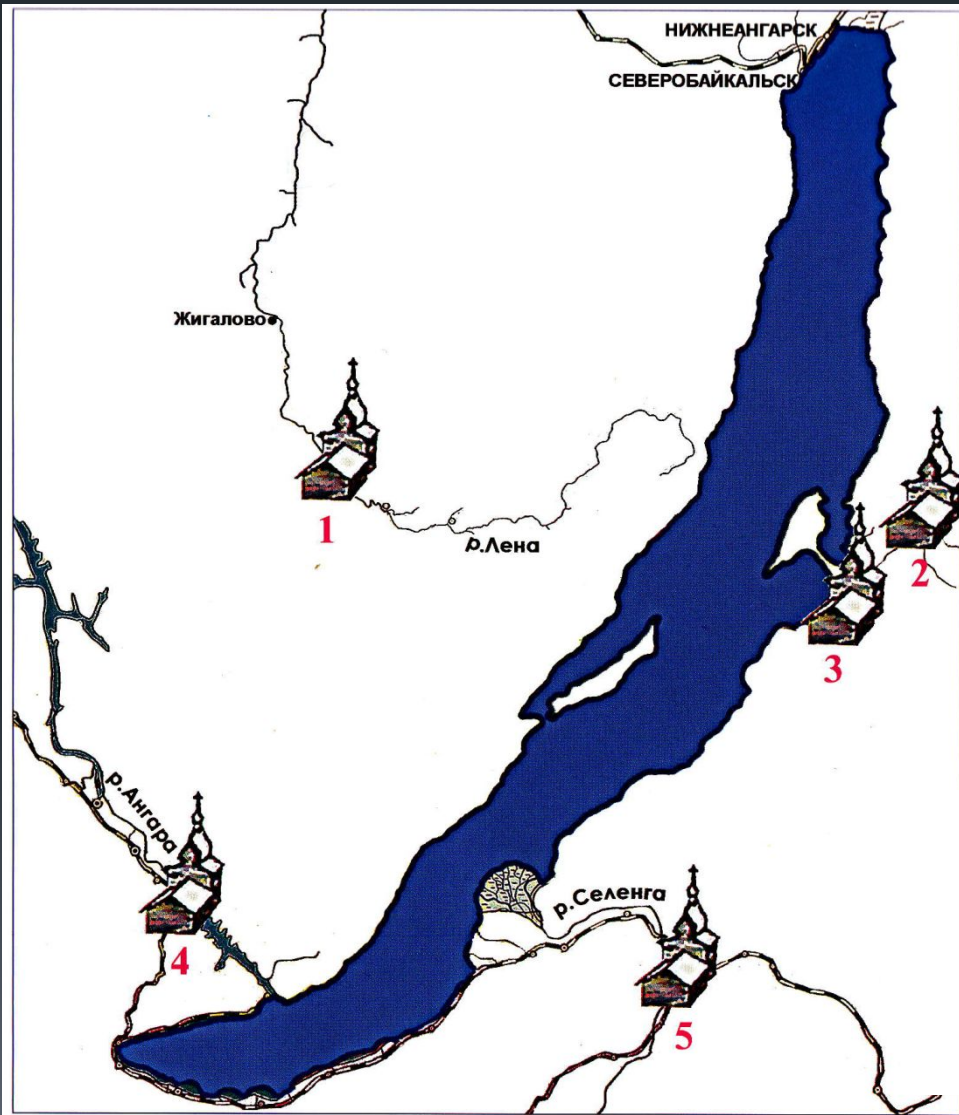 НИЖНЕАНГАРСК
СЕВЕРОБАЙКАЛЬСК
Жигалово
1
р.Лена
2
3
р.Ангара
4
р.Селенга
5